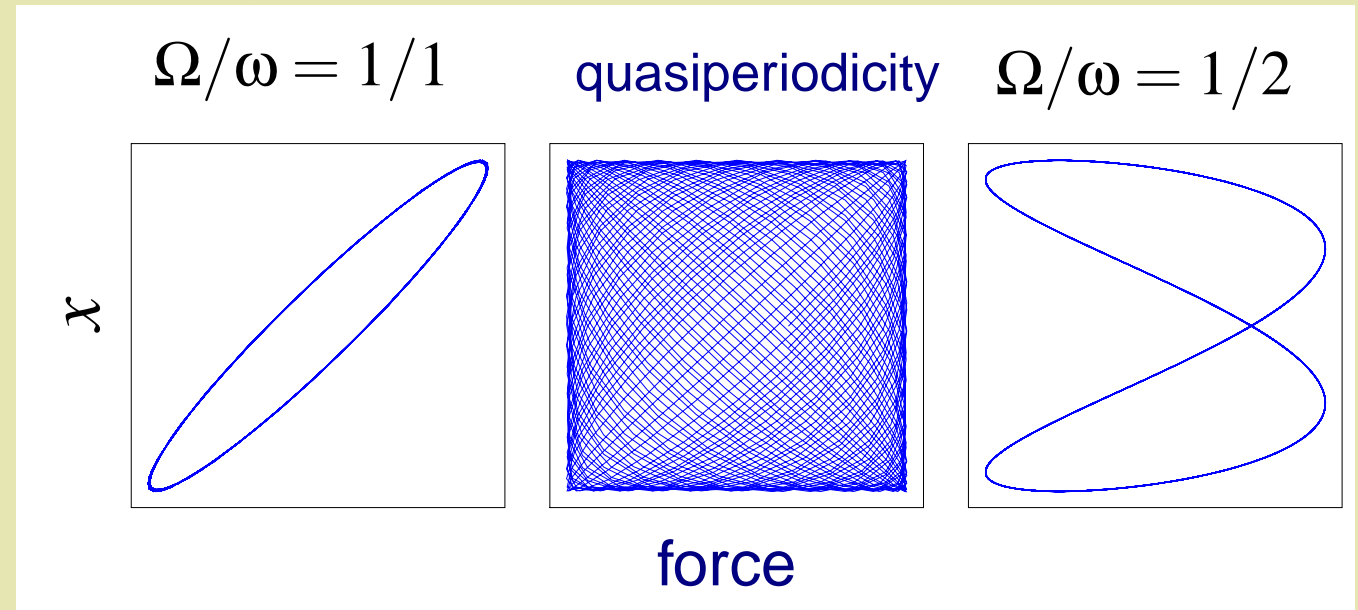 Ω/ω = 1/1 quasiperiodicity Ω/ω = 1/2
x
force